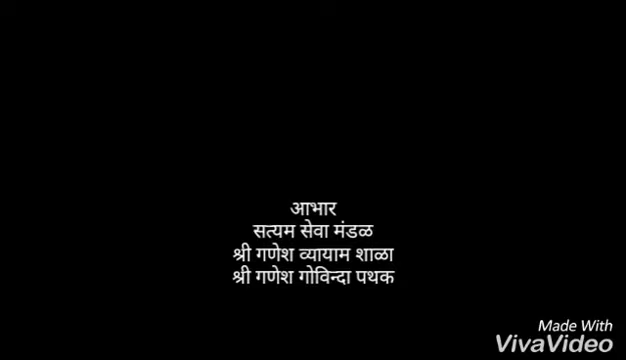 आभार
सत्यम सेवा मंडळ
श्री गणेश व्यायाम शाळा
श्री गणेश गोविन्दा पथक
Made With
VivaVideo